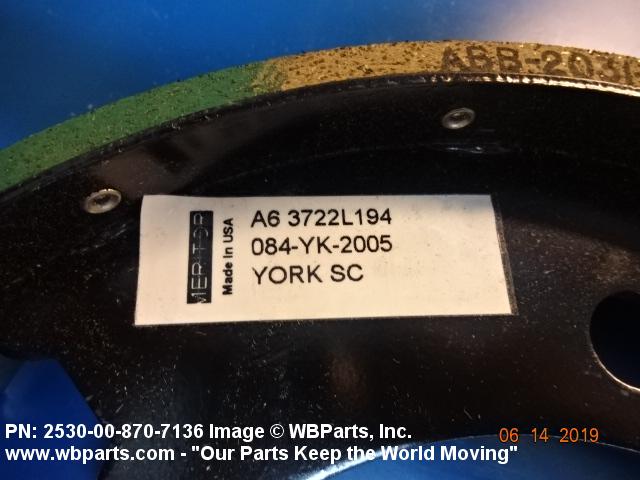 ABB-203
MERITOR
Made In USA
A6 3722L194
084-YK-2005
YORK SC
PN: 2530-00-870-7136 Image © WBParts, Inc.
06 14 2019
www.wbparts.com - "Our Parts Keep the World Moving"